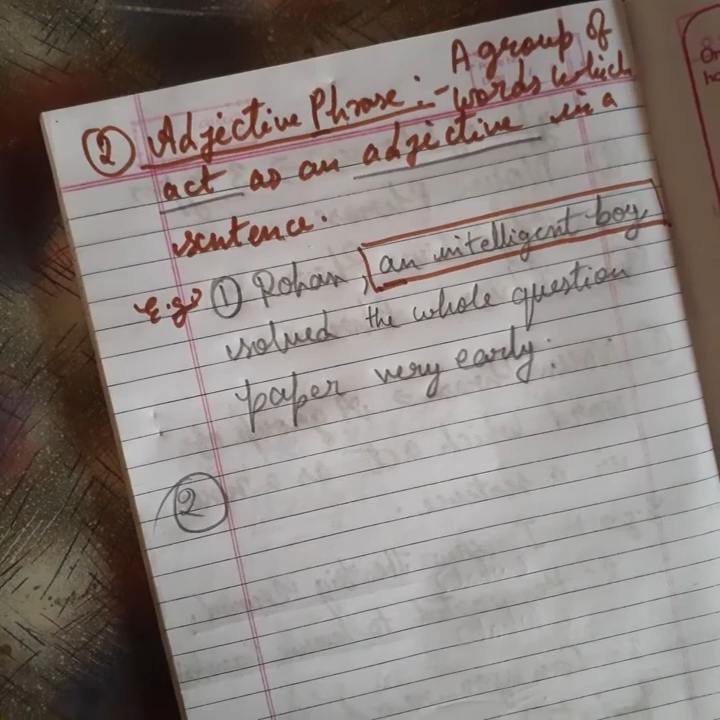 ② Adjective Phrase :- A group of
words which
act as an adjective in a
sentence.
E.g① Rohan, an intelligent boy
solved the whole question
paper very early.
②